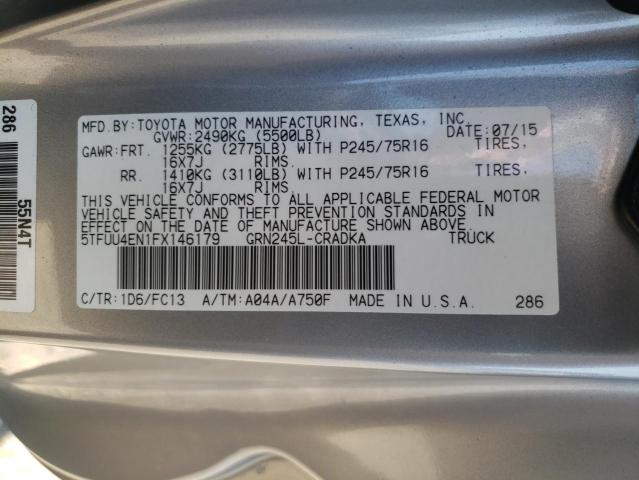 MFD.BY:TOYOTA MOTOR MANUFACTURING, TEXAS, INC.
GVWR:2490KG (5500LB) DATE:07/15
GAWR:FRT. 1255KG (2775LB) WITH P245/75R16 TIRES,
16X7J RIMS.
RR. 1410KG (3110LB) WITH P245/75R16 TIRES,
16X7J RIMS.
THIS VEHICLE CONFORMS TO ALL APPLICABLE FEDERAL MOTOR
VEHICLE SAFETY AND THEFT PREVENTION STANDARDS IN
EFFECT ON THE DATE OF MANUFACTURE SHOWN ABOVE.
5TFUU4EN1FX146179 GRN245L-CRADKA TRUCK
C/TR:1D6/FC13 A/TM:A04A/A750F MADE IN U.S.A. 286
286
55N4T